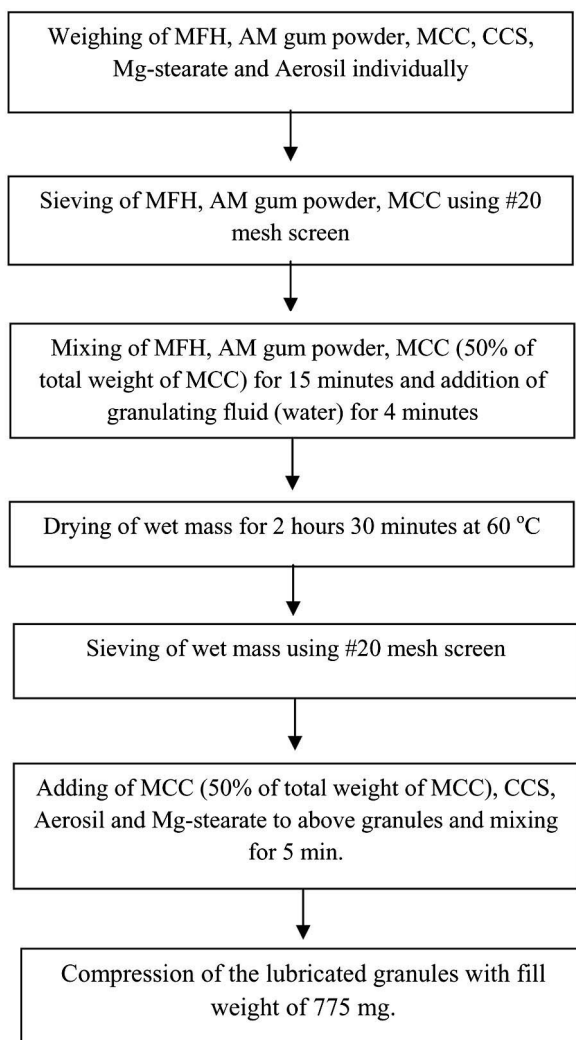 Weighing of MFH, AM gum powder, MCC, CCS,
Mg-stearate and Aerosil individually
Sieving of MFH, AM gum powder, MCC using #20
mesh screen
Mixing of MFH, AM gum powder, MCC (50% of
total weight of MCC) for 15 minutes and addition of
granulating fluid (water) for 4 minutes
Drying of wet mass for 2 hours 30 minutes at 60 °C
Sieving of wet mass using #20 mesh screen
Adding of MCC (50% of total weight of MCC), CCS,
Aerosil and Mg-stearate to above granules and mixing
for 5 min.
Compression of the lubricated granules with fill
weight of 775 mg.